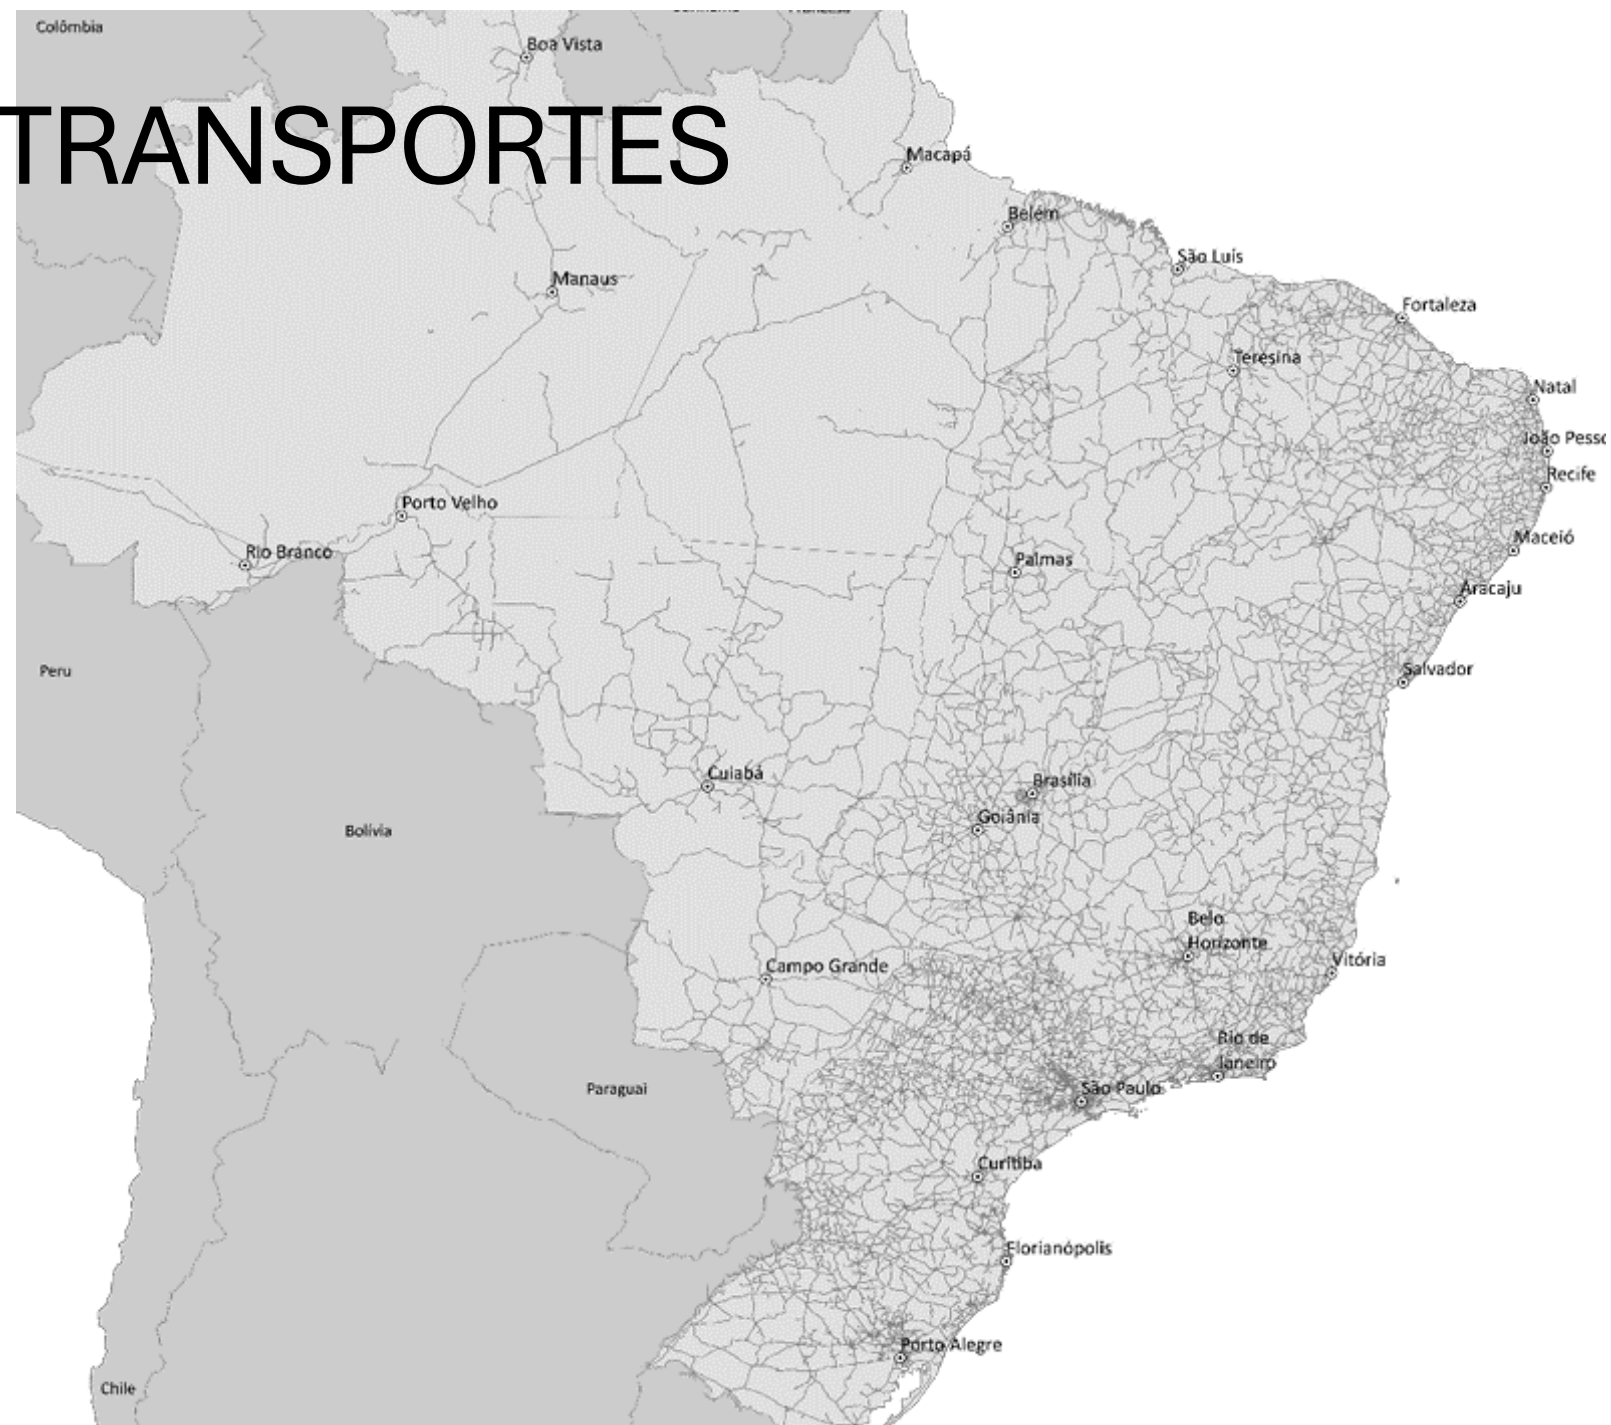 Colômbia
Boa Vista
TRANSPORTES
Macapá
Belém
São Luís
Manaus
Fortaleza
Teresina
Natal
João Pesso
Recife
Porto Velho
Maceió
Rio Branco
Palmas
Aracaju
Peru
Salvador
Cuiabá
Brasília
Goiânia
Bolívia
Belo
Horizonte
Vitória
Campo Grande
Rio de
Janeiro
Paraguai
São Paulo
Curitiba
Florianópolis
Porto Alegre
Chile